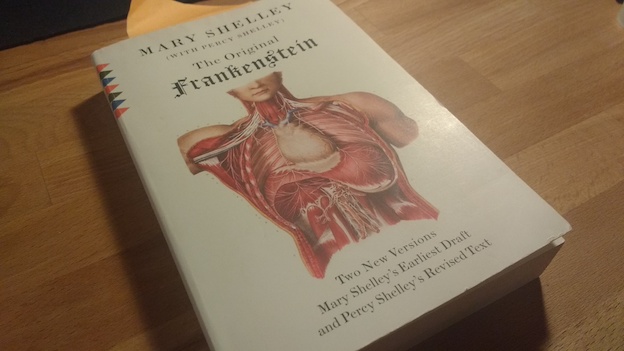 MARY SHELLEY
(WITH PERCY SHELLEY)
The Original
Frankenstein
Two New Versions
Mary Shelley's Earliest Draft
and Percy Shelley's Revised Text